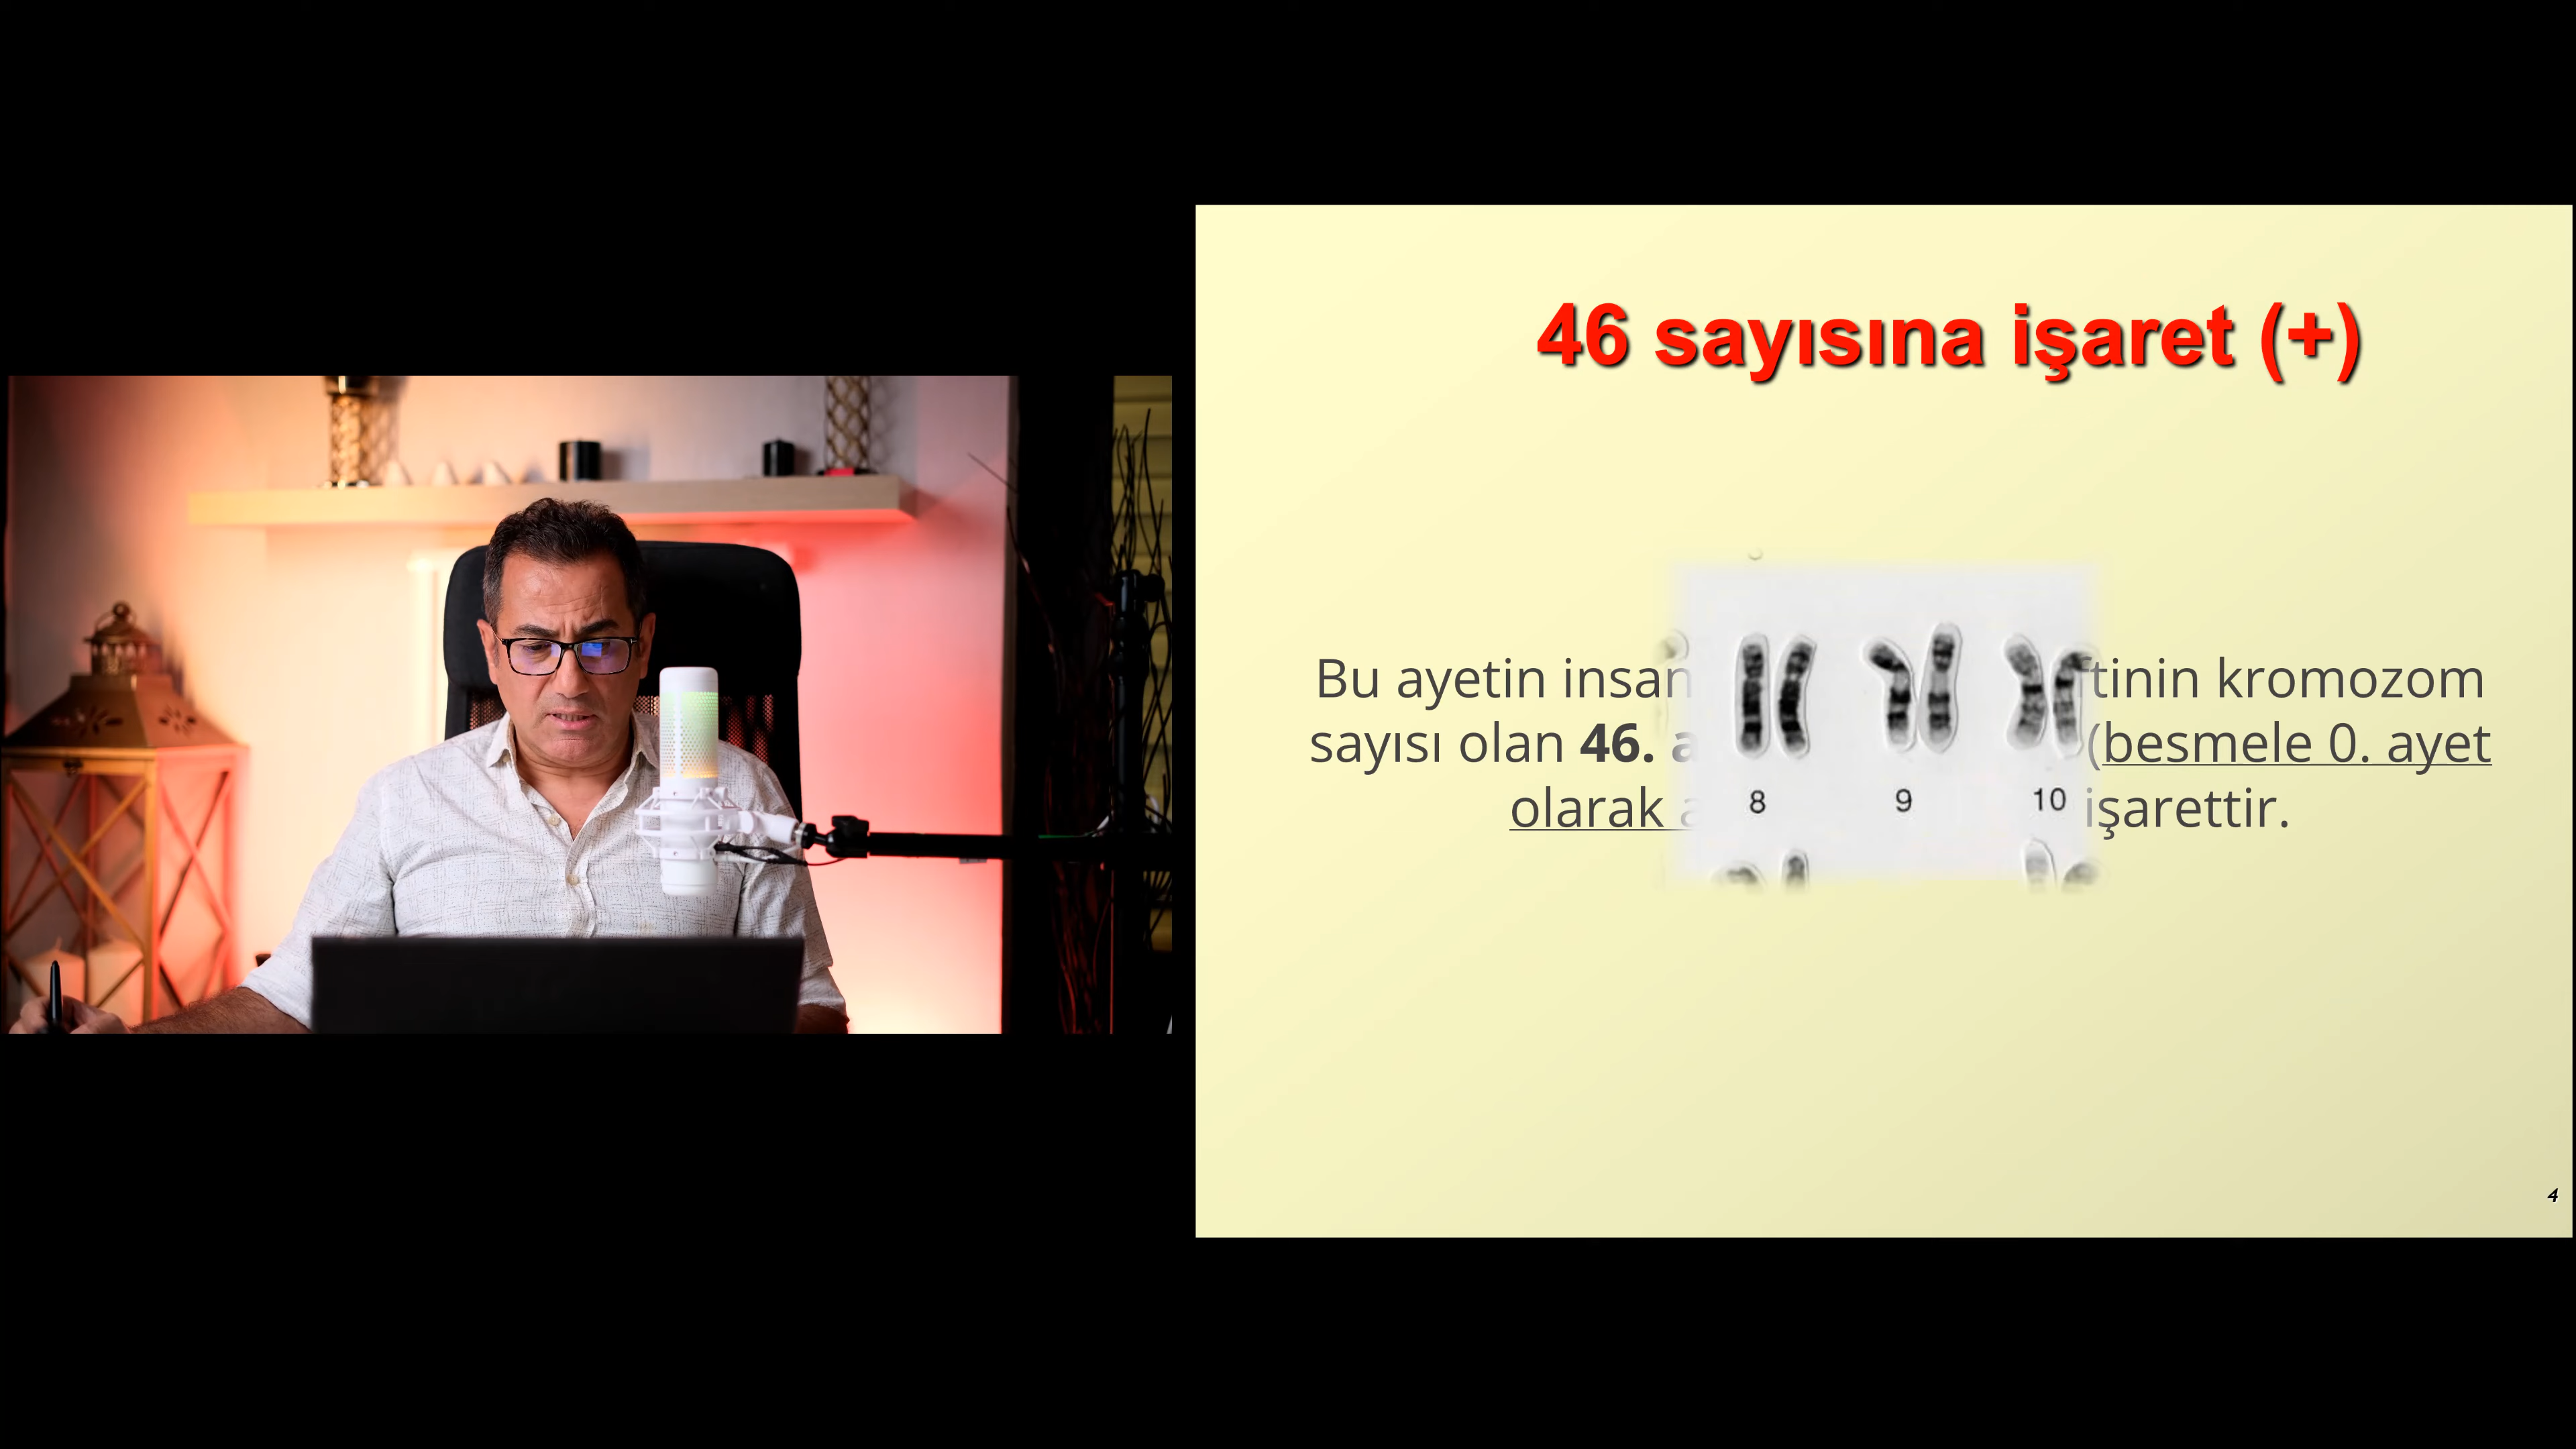 46 sayısına işaret (+)
Bu ayetin insan kromozom
sayısı olan 46. (besmele 0. ayet
olarak işarettir.
8 9 10
4